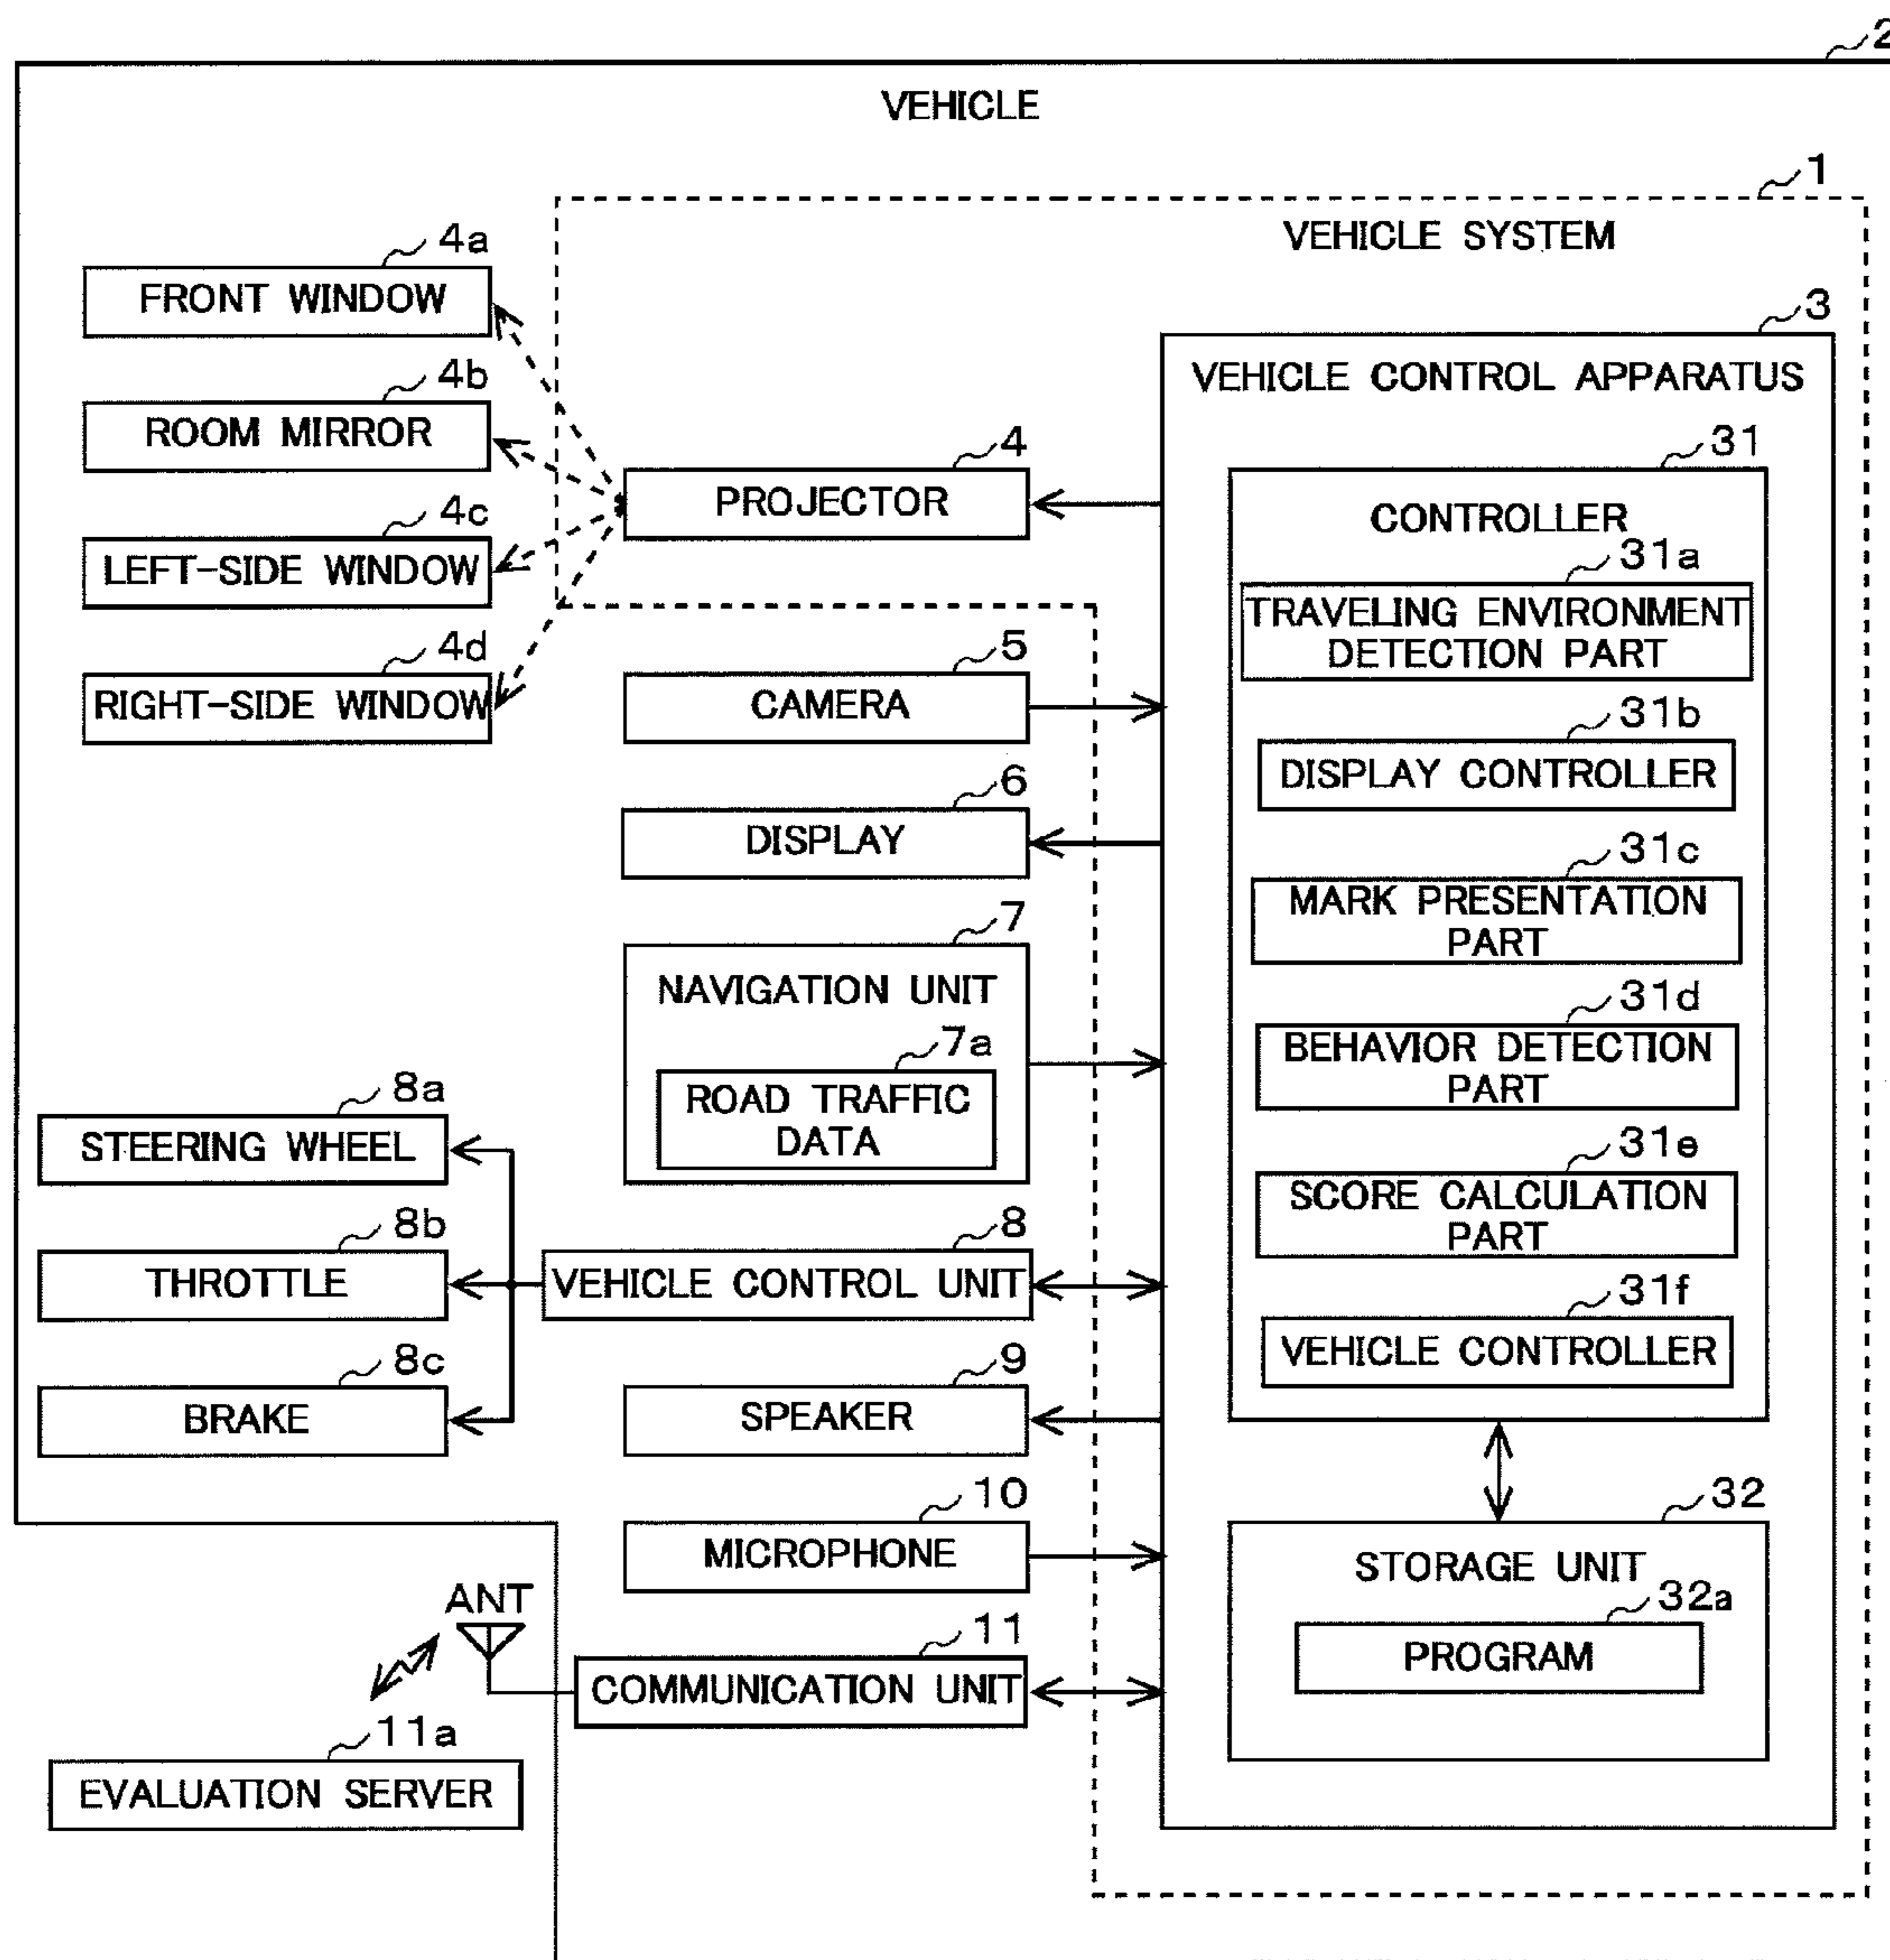 2
VEHICLE
1
VEHICLE SYSTEM
4a
FRONT WINDOW
3
VEHICLE CONTROL APPARATUS
4b
ROOM MIRROR
4
PROJECTOR
31
CONTROLLER
4c
LEFT-SIDE WINDOW
31a
TRAVELING ENVIRONMENT
DETECTION PART
4d
RIGHT-SIDE WINDOW
5
CAMERA
31b
DISPLAY CONTROLLER
6
DISPLAY
31c
MARK PRESENTATION
PART
7
NAVIGATION UNIT
7a
ROAD TRAFFIC
DATA
31d
BEHAVIOR DETECTION
PART
8a
STEERING WHEEL
31e
SCORE CALCULATION
PART
8b
THROTTLE
8
VEHICLE CONTROL UNIT
31f
VEHICLE CONTROLLER
8c
BRAKE
9
SPEAKER
10
MICROPHONE
32
STORAGE UNIT
32a
PROGRAM
ANT
11
COMMUNICATION UNIT
11a
EVALUATION SERVER